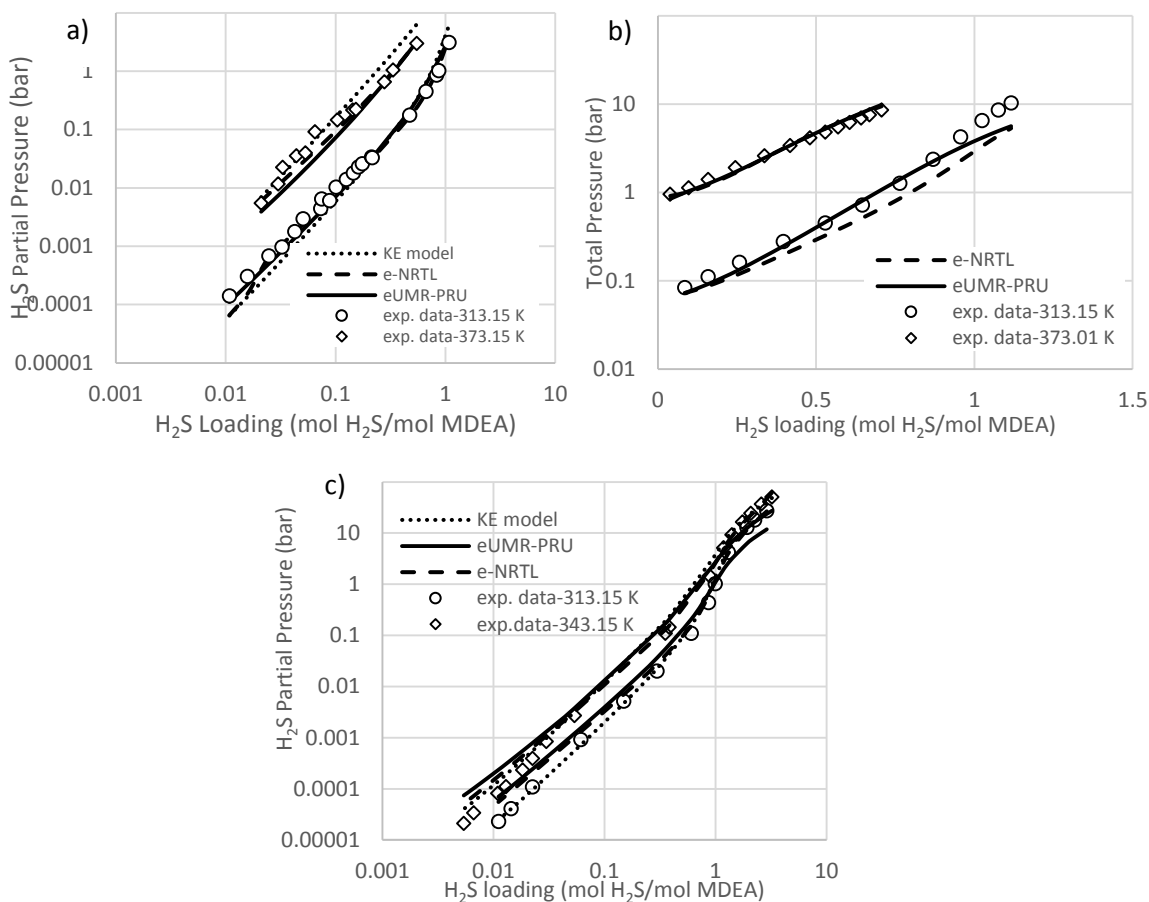 a)
H₂S Partial Pressure (bar)
1
0.1
0.01
0.001
0.0001
0.00001
KE model
e-NRTL
eUMR-PRU
exp. data-313.15 K
exp. data-373.15 K
0.001 0.01 0.1 1 10
H₂S Loading (mol H₂S/mol MDEA)
b)
Total Pressure (bar)
100
10
1
0.1
0.01
e-NRTL
eUMR-PRU
exp. data-313.15 K
exp. data-373.01 K
0 0.5 1 1.5
H₂S loading (mol H₂S/mol MDEA)
c)
H₂S Partial Pressure (bar)
10
1
0.1
0.01
0.001
0.0001
0.00001
KE model
eUMR-PRU
e-NRTL
exp. data-313.15 K
exp.data-343.15 K
0.001 0.01 0.1 1 10
H₂S loading (mol H₂S/mol MDEA)